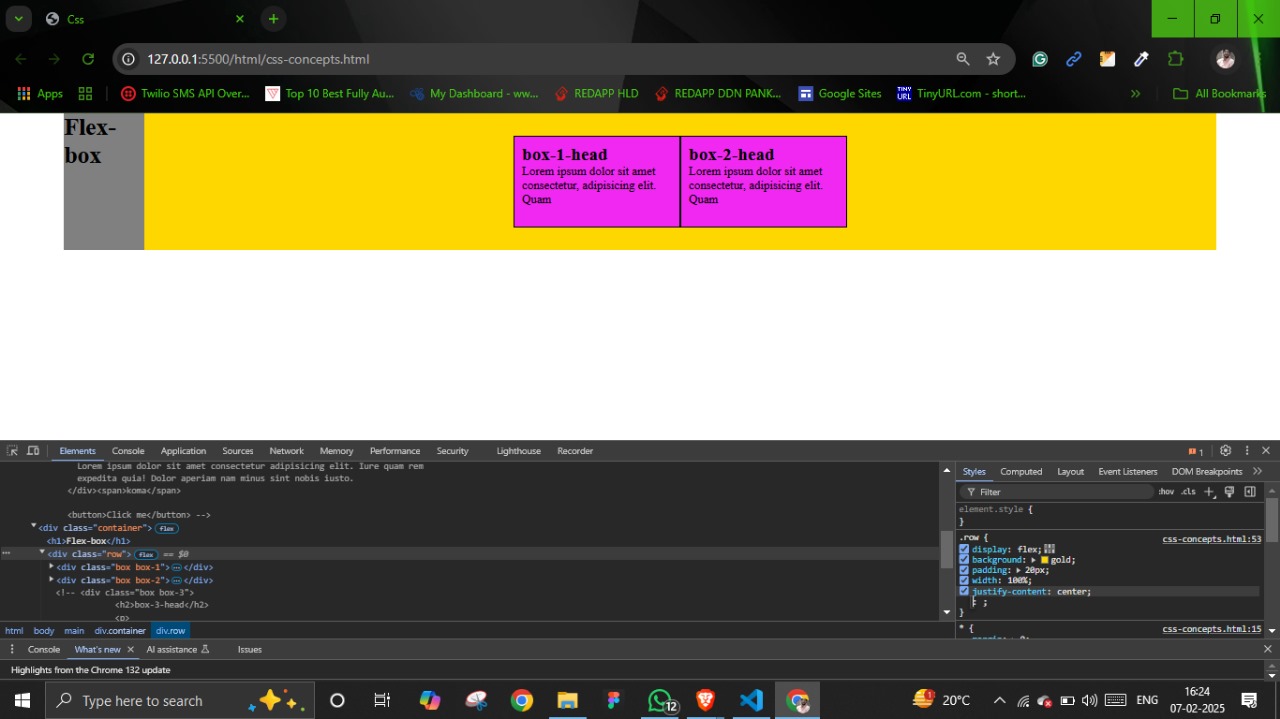 Css
127.0.0.1:5500/html/css-concepts.html
Apps
Twilio SMS API Over...
Top 10 Best Fully Au...
My Dashboard - ww...
REDAPP HLD
REDAPP DDN PANK...
Google Sites
TINY
URL
TinyURL.com - short...
»
All Bookmarks
Flex-
box
box-1-head
Lorem ipsum dolor sit amet
consectetur, adipisicing elit.
Quam
box-2-head
Lorem ipsum dolor sit amet
consectetur, adipisicing elit.
Quam
Elements
Console
Application
Sources
Network
Memory
Performance
Security
Lighthouse
Recorder
1
Lorem ipsum dolor sit amet consectetur adipisicing elit. Iure quam rem
expedita quia! Dolor aperiam nam minus sint nobis iusto.
</div><span>koma</span>
<button>Click me</button> -->
<div class="container"> flex
<h1>Flex-box</h1>
<div class="row"> flex == $0
<div class="box box-1">…</div>
<div class="box box-2">…</div>
<!-- <div class="box box-3">
<h2>box-3-head</h2>
<p>
html
body
main
div.container
div.row
Styles
Computed
Layout
Event Listeners
DOM Breakpoints
»
Filter
:hov
.cls
element.style {
}
.row {
css-concepts.html:53
display: flex;
background: gold;
padding: 20px;
width: 100%;
justify-content: center;
: ;
}
* {
css-concepts.html:15
Console
What's new
AI assistance
Issues
Highlights from the Chrome 132 update
Type here to search
12
1
20°C
ENG
16:24
07-02-2025